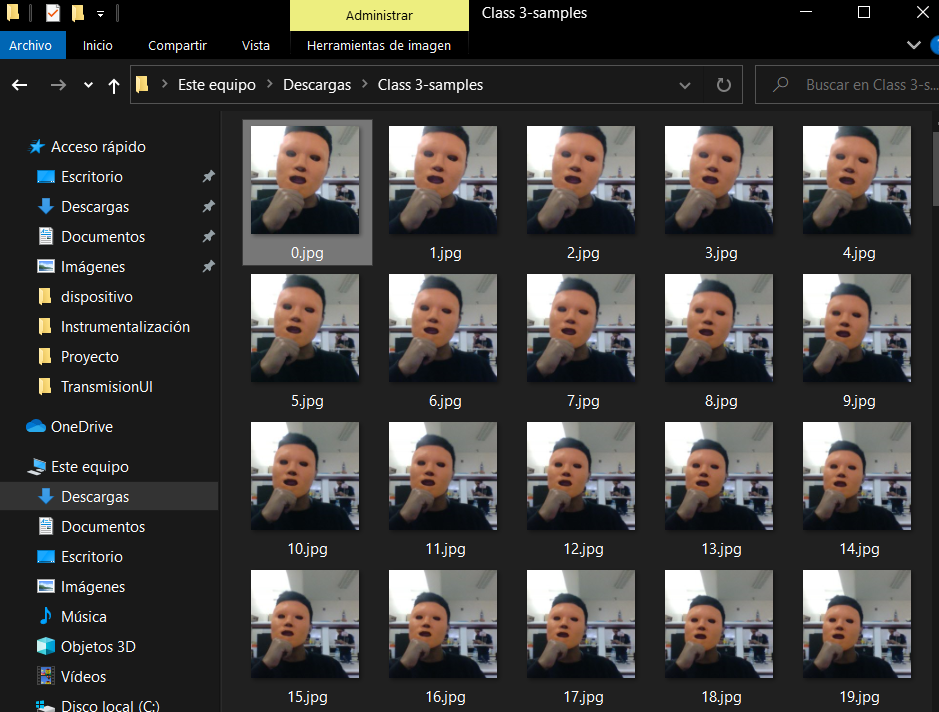 Administrar
Class 3-samples
Archivo
Inicio
Compartir
Vista
Herramientas de imagen
Este equipo
Descargas
Class 3-samples
Buscar en Class 3-s...
Acceso rápido
Escritorio
Descargas
Documentos
Imágenes
dispositivo
Instrumentalización
Proyecto
TransmisionUI
OneDrive
Este equipo
Descargas
Documentos
Escritorio
Imágenes
Música
Objetos 3D
Vídeos
Disco local (C:)
0.jpg
1.jpg
2.jpg
3.jpg
4.jpg
5.jpg
6.jpg
7.jpg
8.jpg
9.jpg
10.jpg
11.jpg
12.jpg
13.jpg
14.jpg
15.jpg
16.jpg
17.jpg
18.jpg
19.jpg